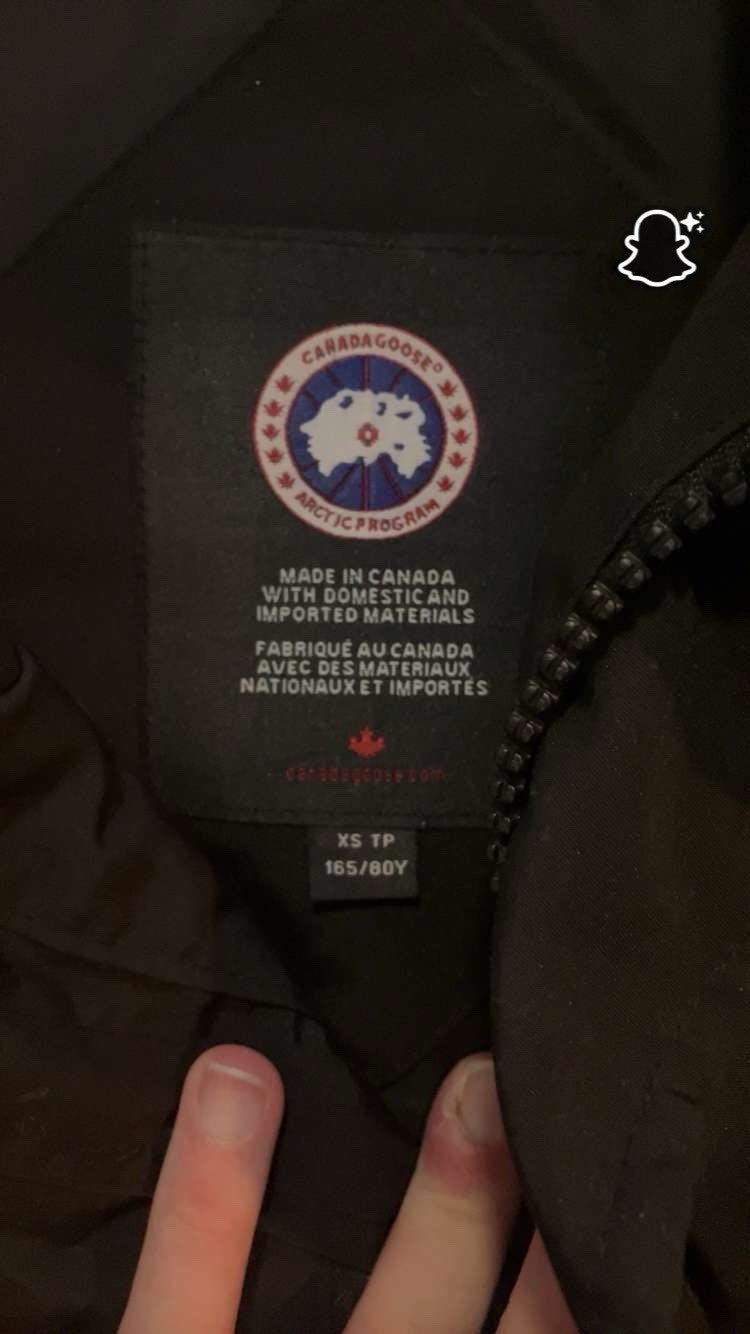 CANADA GOOSE®
ARCTIC PROGRAM
MADE IN CANADA
WITH DOMESTIC AND
IMPORTED MATERIALS
FABRIQUÉ AU CANADA
AVEC DES MATERIAUX
NATIONAUX ET IMPORTÉS
canadagoose.com
XS TP
165/80Y